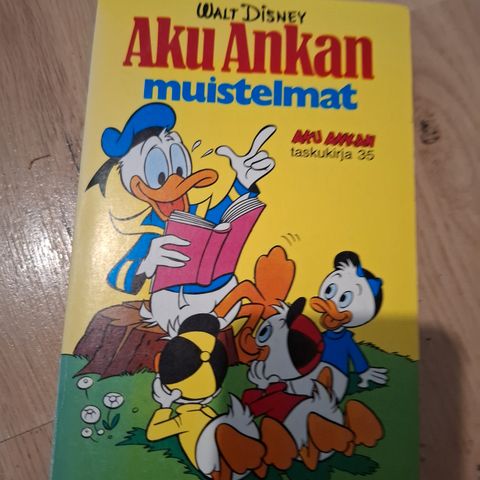 WALT DISNEY
Aku Ankan
muistelmat
AKU ANKAN
taskukirja 35